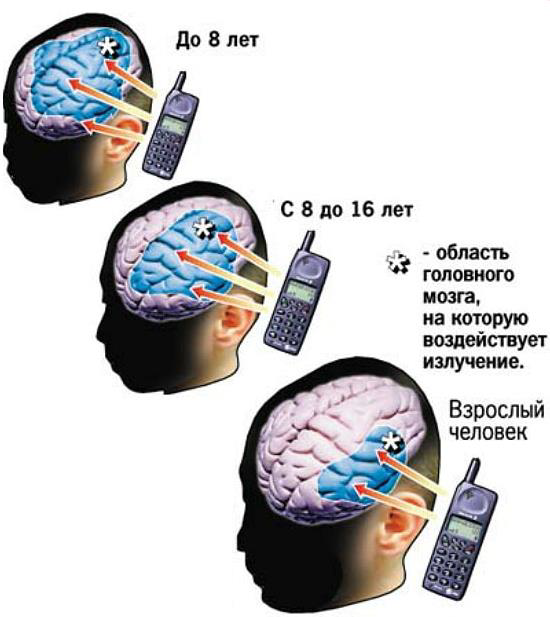 До 8 лет
С 8 до 16 лет
* - область
головного
мозга,
на которую
воздействует
излучение.
Взрослый
человек